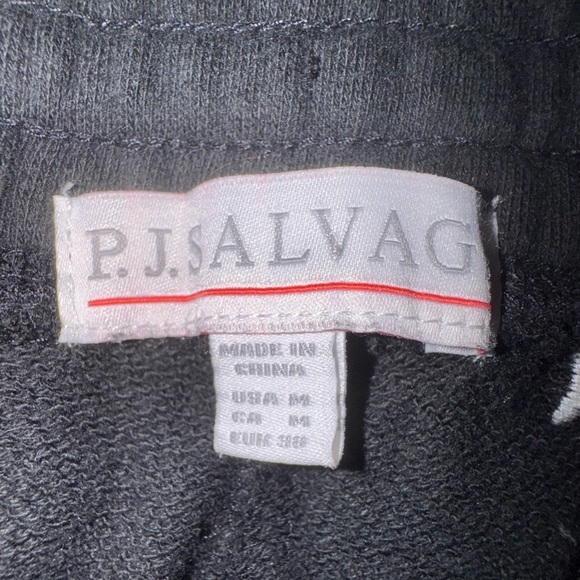 P.J.SALVAG
MADE IN
CHINA
USA M
CA M
EUR 38